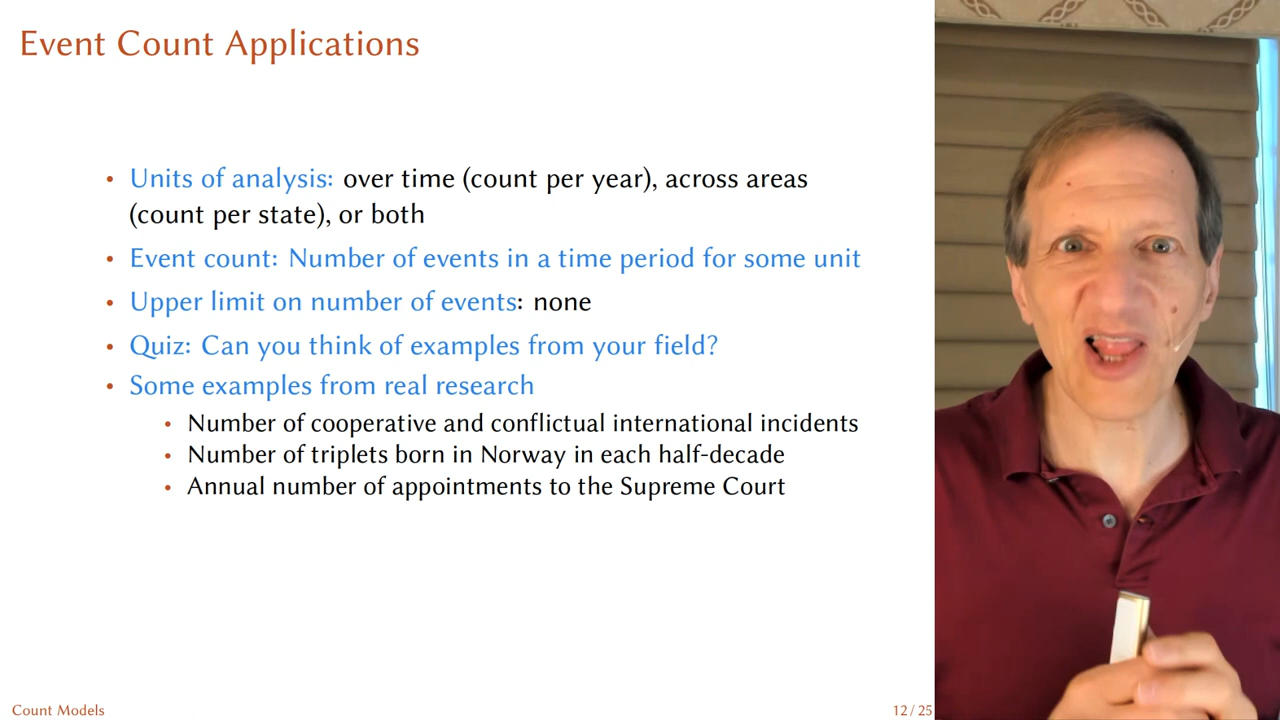 Event Count Applications
• Units of analysis: over time (count per year), across areas
(count per state), or both
• Event count: Number of events in a time period for some unit
• Upper limit on number of events: none
• Quiz: Can you think of examples from your field?
• Some examples from real research
• Number of cooperative and conflictual international incidents
• Number of triplets born in Norway in each half-decade
• Annual number of appointments to the Supreme Court
Count Models
12 / 25